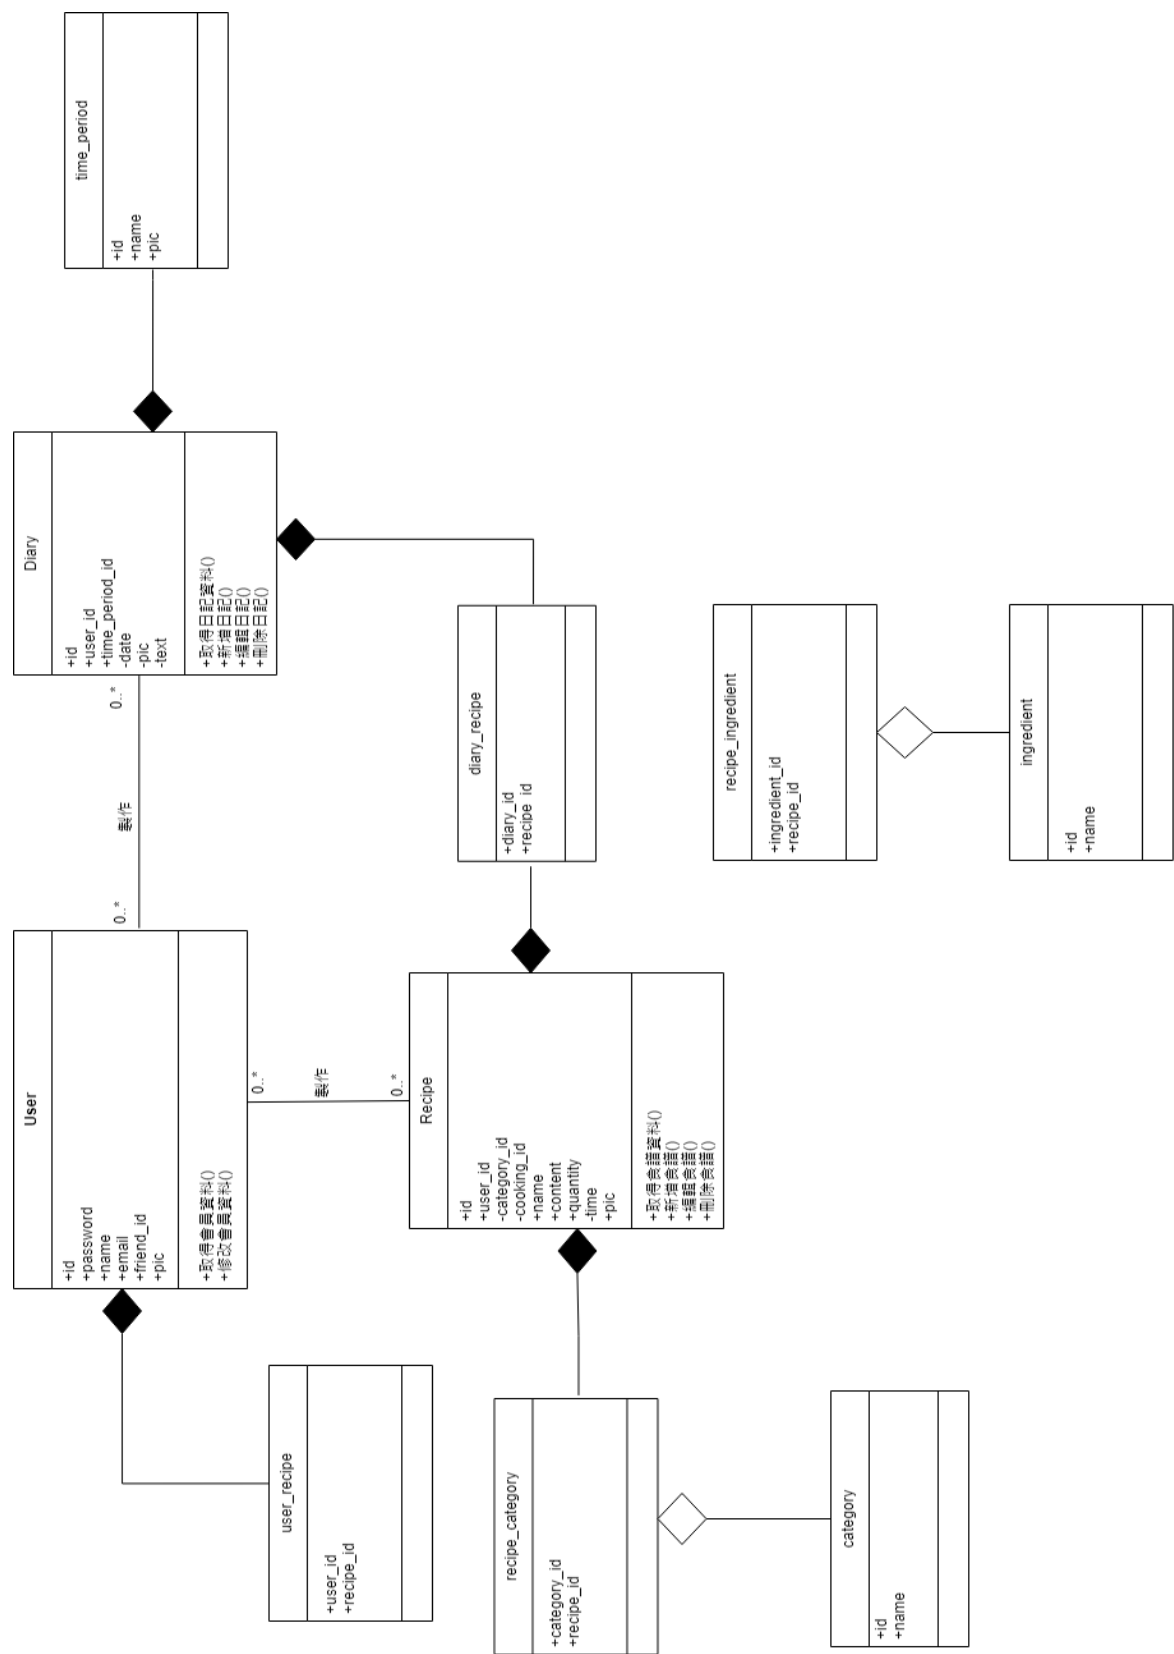 User
+id
+password
+name
+email
+friend_id
+pic
+取得會員資料()
+修改會員資料()
0..*
製作
0..*
Diary
+id
+user_id
+time_period_id
-date
-pic
-text
+取得日記資料()
+新增日記()
+編輯日記()
+刪除日記()
time_period
+id
+name
+pic
user_recipe
+user_id
+recipe_id
0..*
製作
0..*
Recipe
+id
+user_id
-category_id
-cooking_id
+name
+content
+quantity
-time
+pic
+取得食譜資料()
+新增食譜()
+編輯食譜()
+刪除食譜()
diary_recipe
+diary_id
+recipe_id
recipe_category
+category_id
+recipe_id
recipe_ingredient
+ingredient_id
+recipe_id
category
+id
+name
ingredient
+id
+name